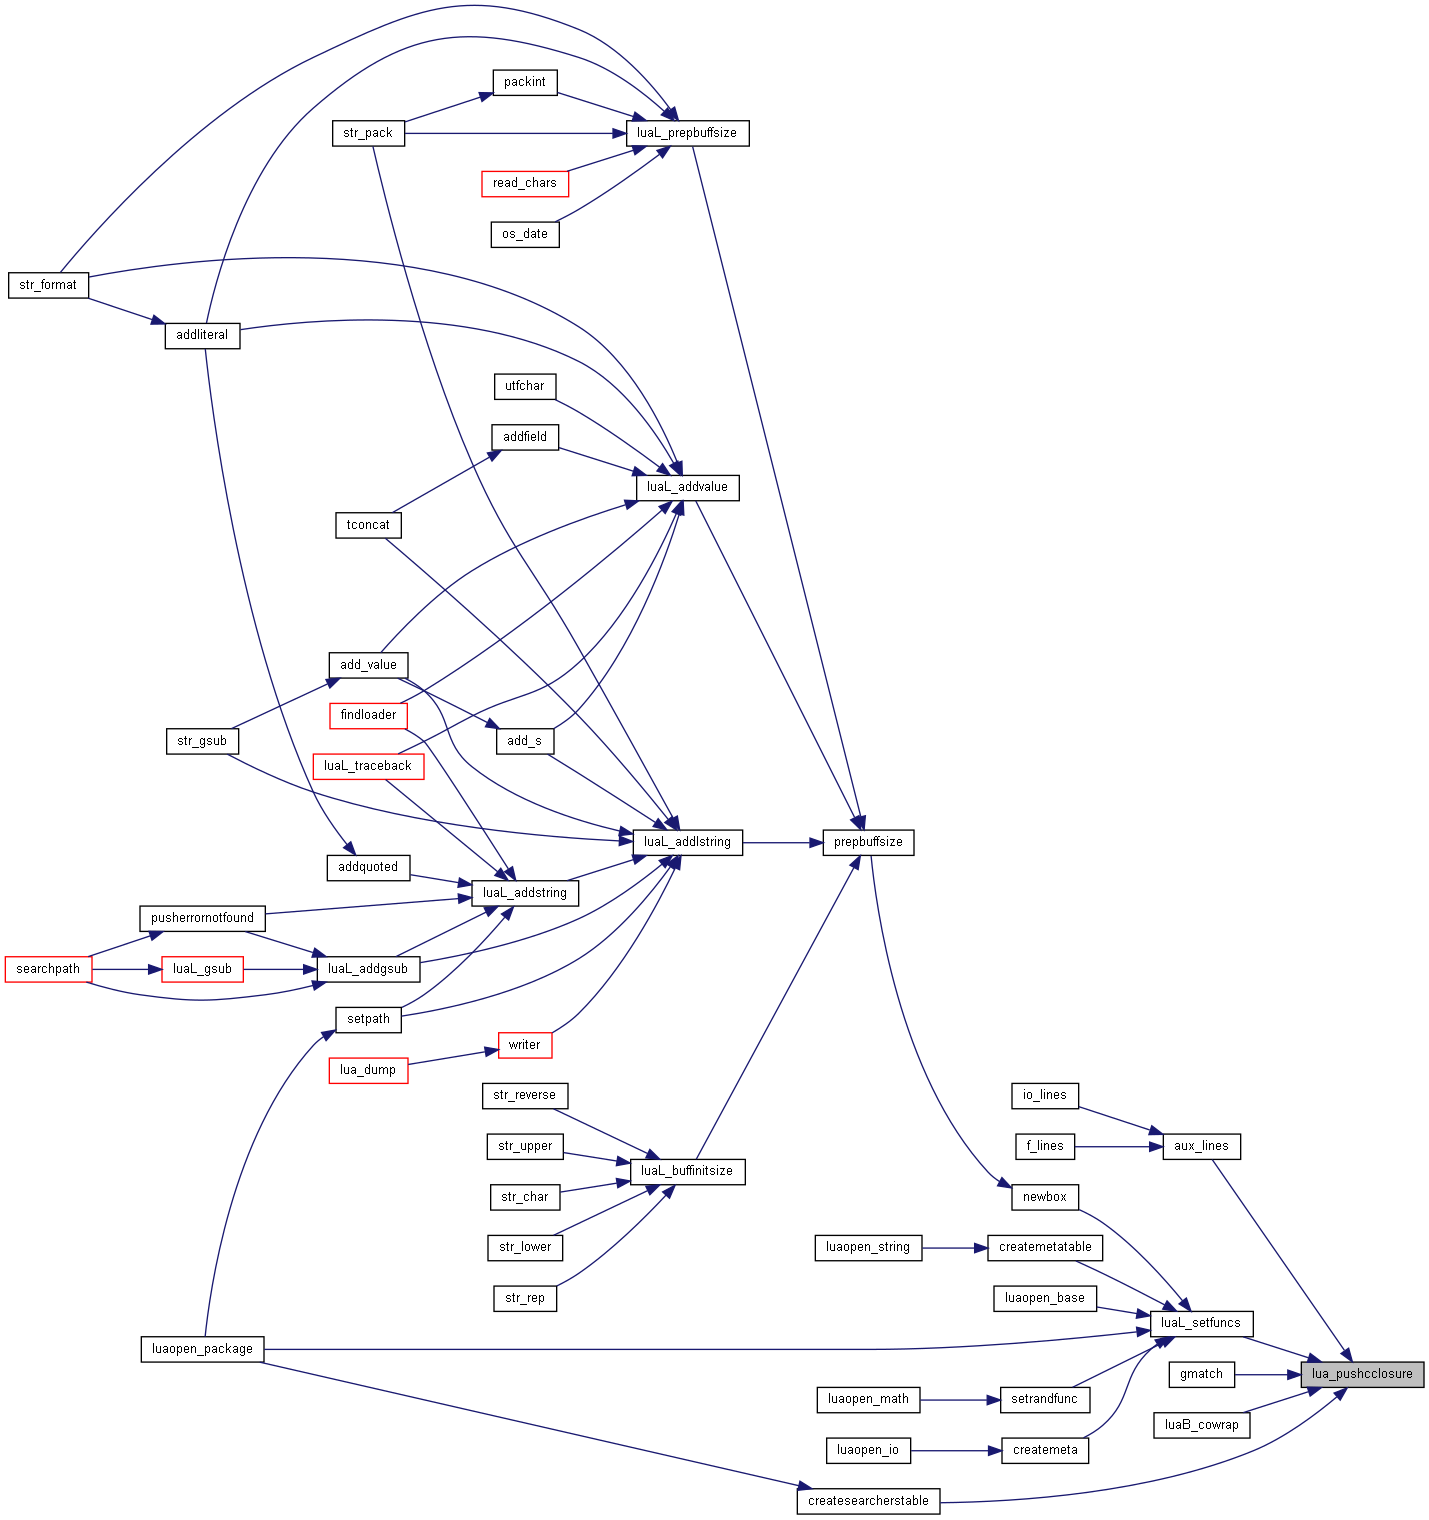 packint
str_pack
luaL_prepbuffsize
read_chars
os_date
str_format
addliteral
utfchar
addfield
luaL_addvalue
tconcat
add_value
findloader
str_gsub
add_s
luaL_traceback
luaL_addlstring
prepbuffsize
addquoted
luaL_addstring
pusherrornotfound
searchpath
luaL_gsub
luaL_addgsub
setpath
writer
lua_dump
str_reverse
io_lines
str_upper
f_lines
aux_lines
luaL_buffinitsize
str_char
newbox
str_lower
luaopen_string
createmetatable
str_rep
luaopen_base
luaL_setfuncs
luaopen_package
gmatch
lua_pushcclosure
luaopen_math
setrandfunc
luaB_cowrap
luaopen_io
createmeta
createsearcherstable